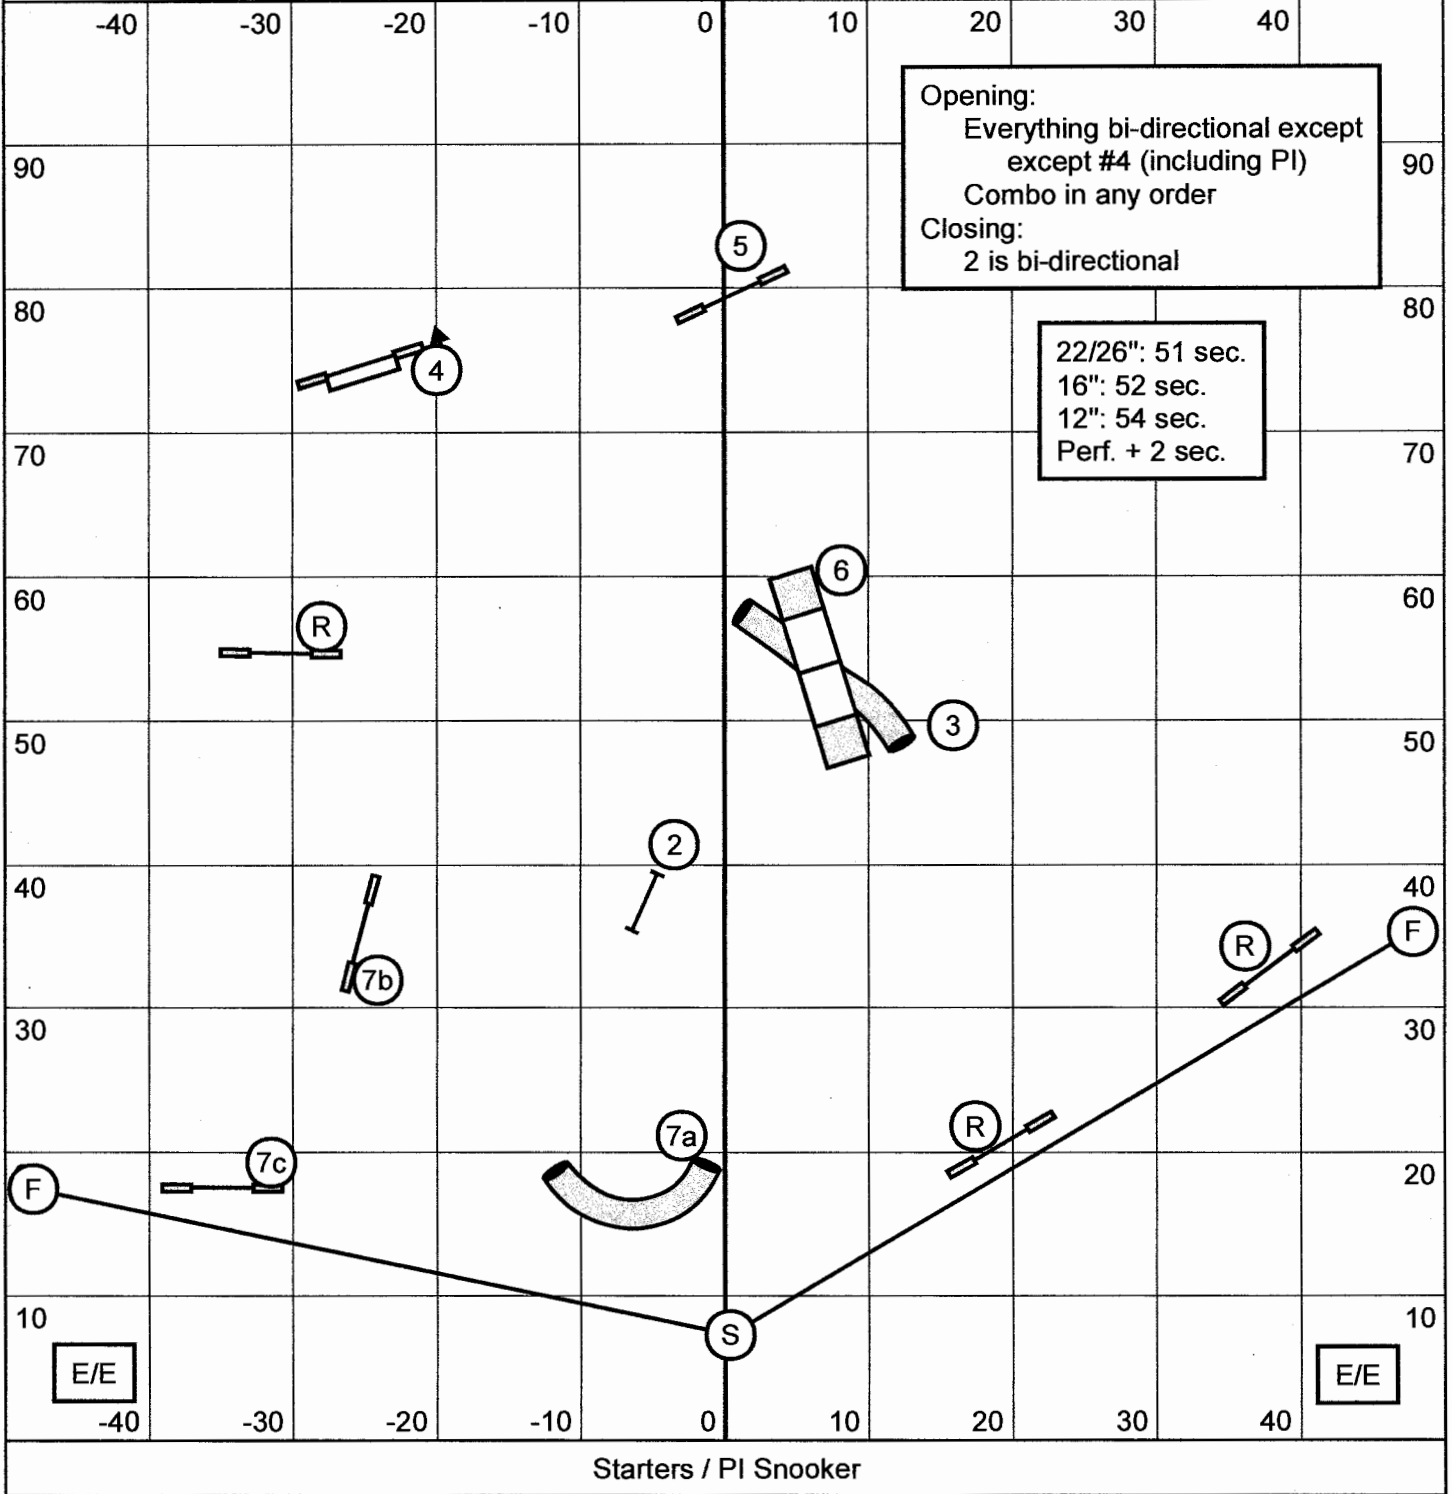 -40 -30 -20 -10 0 10 20 30 40
Opening:
Everything bi-directional except
except #4 (including PI)
Combo in any order
Closing:
2 is bi-directional
90 90
5
80 80
4
22/26": 51 sec.
16": 52 sec.
12": 54 sec.
Perf. + 2 sec.
70 70
6
60 60
R
3
50 50
2
40 40
R F
7b
30 30
7a R
7c
20 20
F
10 10
S
E/E E/E
-40 -30 -20 -10 0 10 20 30 40
Starters / PI Snooker